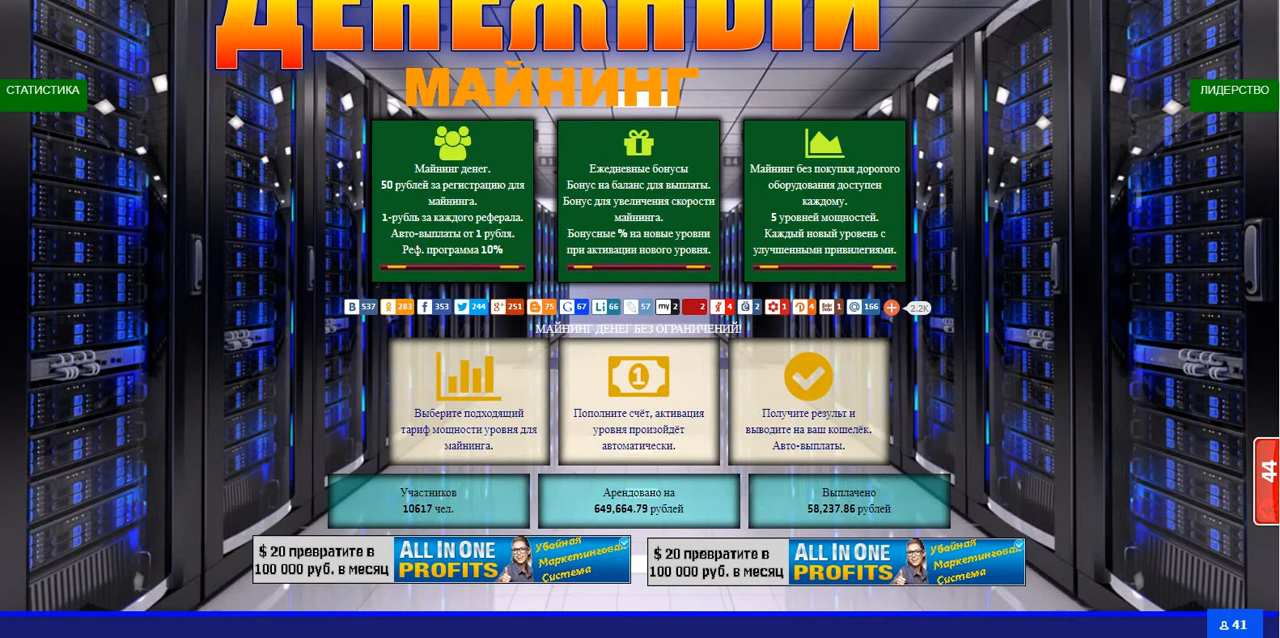 ДЕНЕЖНЫЙ
МАЙНИНГ
СТАТИСТИКА
ЛИДЕРСТВО
Майнинг денег.
50 рублей за регистрацию для
майнинга.
1-рубль за каждого реферала.
Авто-выплаты от 1 рубля.
Реф. программа 10%
Ежедневные бонусы
Бонус на баланс для выплаты.
Бонус для увеличения скорости
майнинга.
Бонусные % на новые уровни
при активации нового уровня.
Майнинг без покупки дорогого
оборудования доступен
каждому.
5 уровней мощностей.
Каждый новый уровень с
улучшенными привилегиями.
537 283 353 244 251 75 67 66 57 my 2 2 4 2 1 4 1 166 2.2K
МАЙНИНГ ДЕНЕГ БЕЗ ОГРАНИЧЕНИЙ!
Выберите подходящий
тариф мощности уровня для
майнинга.
1
Пополните счёт, активация
уровня произойдёт
автоматически.
Получите результ и
выводите на ваш кошелёк.
Авто-выплаты.
44
Участников
10617 чел.
Арендовано на
649,664.79 рублей
Выплачено
58,237.86 рублей
$ 20 превратите в
100 000 руб. в месяц
ALL IN ONE
PROFITS
Убойная
Маркетинговая
Система
$ 20 превратите в
100 000 руб. в месяц
ALL IN ONE
PROFITS
Убойная
Маркетинговая
Система
41